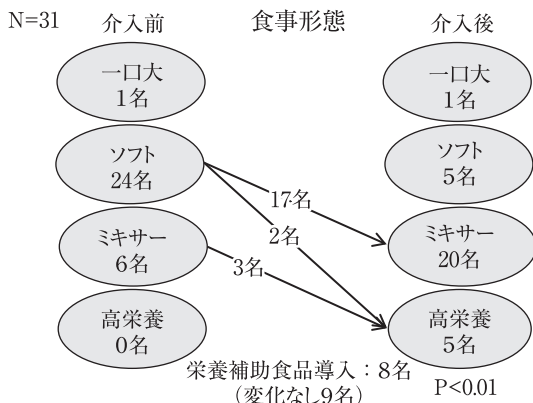 N=31 介入前 食事形態 介入後
一口大
1名
一口大
1名
ソフト
24名
ソフト
5名
17名
2名
ミキサー
6名
3名
ミキサー
20名
高栄養
0名
高栄養
5名
栄養補助食品導入：8名
（変化なし9名）
P<0.01